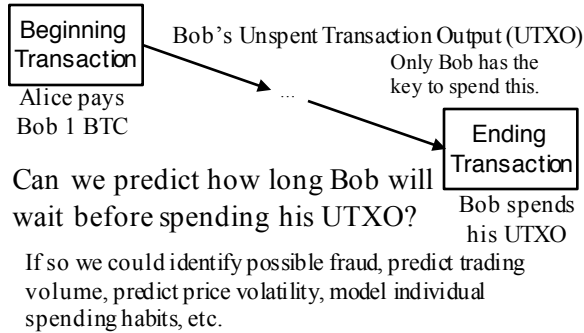 Beginning
Transaction
Bob's Unspent Transaction Output (UTXO)
Only Bob has the
key to spend this.
Alice pays
Bob 1 BTC
...
Ending
Transaction
Can we predict how long Bob will
wait before spending his UTXO?
Bob spends
his UTXO
If so we could identify possible fraud, predict trading
volume, predict price volatility, model individual
spending habits, etc.